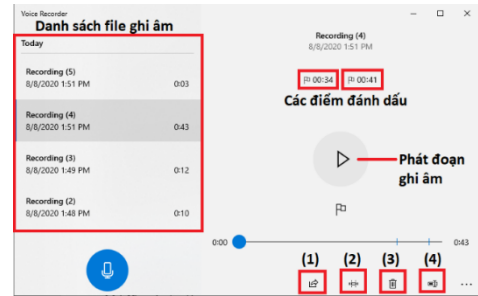 Voice Recorder
Danh sách file ghi âm
Today
Recording (5)
8/8/2020 1:51 PM 0:03
Recording (4)
8/8/2020 1:51 PM 0:43
Recording (3)
8/8/2020 1:49 PM 0:12
Recording (2)
8/8/2020 1:48 PM 0:10
Recording (4)
8/8/2020 1:51 PM
00:34 00:41
Các điểm đánh dấu
Phát đoạn
ghi âm
0:00 0:43
(1) (2) (3) (4)